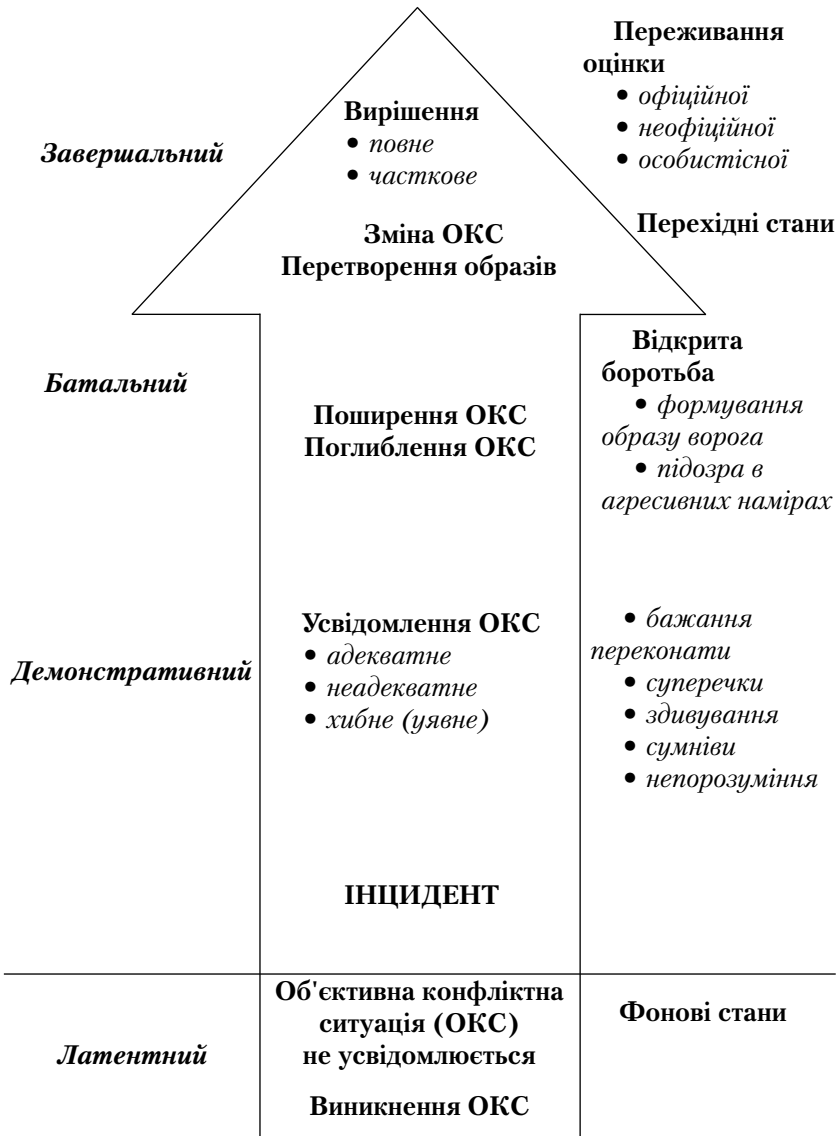 Переживання
оцінки
• офіційної
• неофіційної
• особистісної
Вирішення
• повне
• часткове
Завершальний
Перехідні стани
Зміна ОКС
Перетворення образів
Батальний
Поширення ОКС
Поглиблення ОКС
Відкрита
боротьба
• формування
образу ворога
• підозра в
агресивних намірах
Демонстративний
Усвідомлення ОКС
• адекватне
• неадекватне
• хибне (уявне)
• бажання
переконати
• суперечки
• здивування
• сумніви
• непорозуміння
ІНЦИДЕНТ
Латентний
Об'єктивна конфліктна
ситуація (ОКС)
не усвідомлюється
Виникнення ОКС
Фонові стани